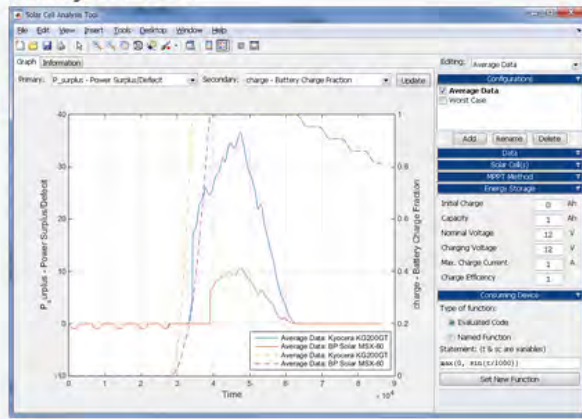 Solar Cell Analysis Tool
File Edit View Insert Tools Desktop Window Help
Graph Information
Primary: P_surplus - Power Surplus/Defecit Secondary: charge - Battery Charge Fraction Update
40
30
20
10
0
-10
1
0.8
0.6
0.4
0.2
0
0 1 2 3 4 5 6 7 8 9
x 10^4
Time
P_surplus - Power Surplus/Defecit
charge - Battery Charge Fraction
Average Data: Kyocera KG200GT
Average Data: BP Solar MSX-60
Average Data: Kyocera KG200GT
Average Data: BP Solar MSX-60
Editing: Average Data
Configurations
Average Data
Worst Case
Add Rename Delete
Data
Solar Cell(s)
MPPT Method
Energy Storage
Initial Charge 0 Ah
Capacity 1 Ah
Nominal Voltage 12 V
Charging Voltage 12 V
Max. Charge Current 1 A
Charge Efficency 1
Consuming Device
Type of function:
Evaluated Code
Named Function
Statement: (t & sc are variables)
max(0, sin(t/1000))
Set New Function